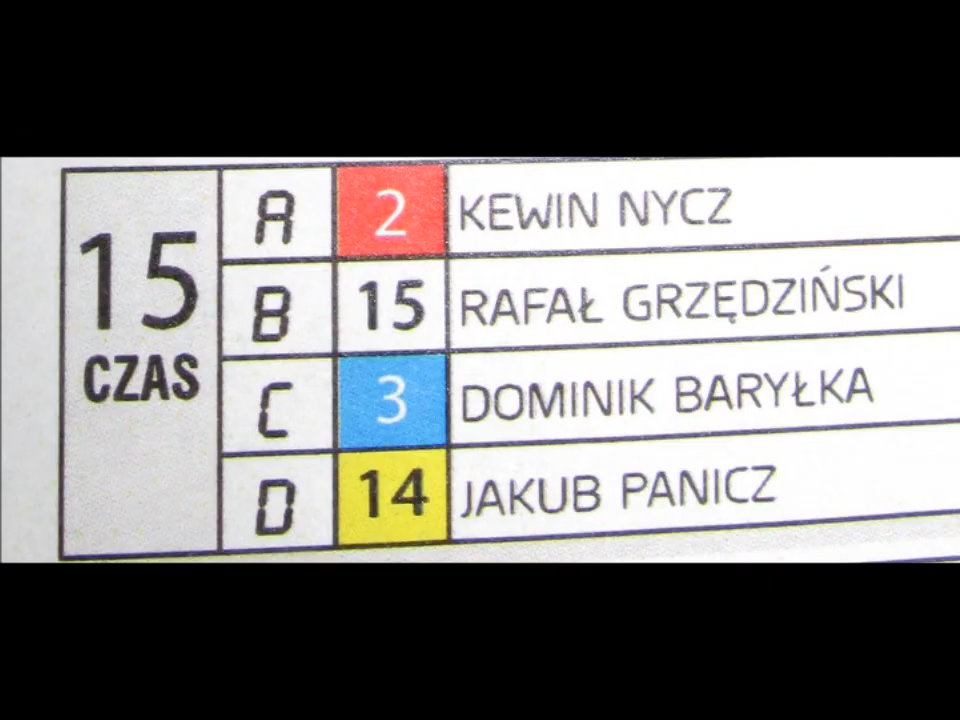 15
CZAS
A 2 KEWIN NYCZ
B 15 RAFAŁ GRZĘDZIŃSKI
C 3 DOMINIK BARYŁKA
D 14 JAKUB PANICZ